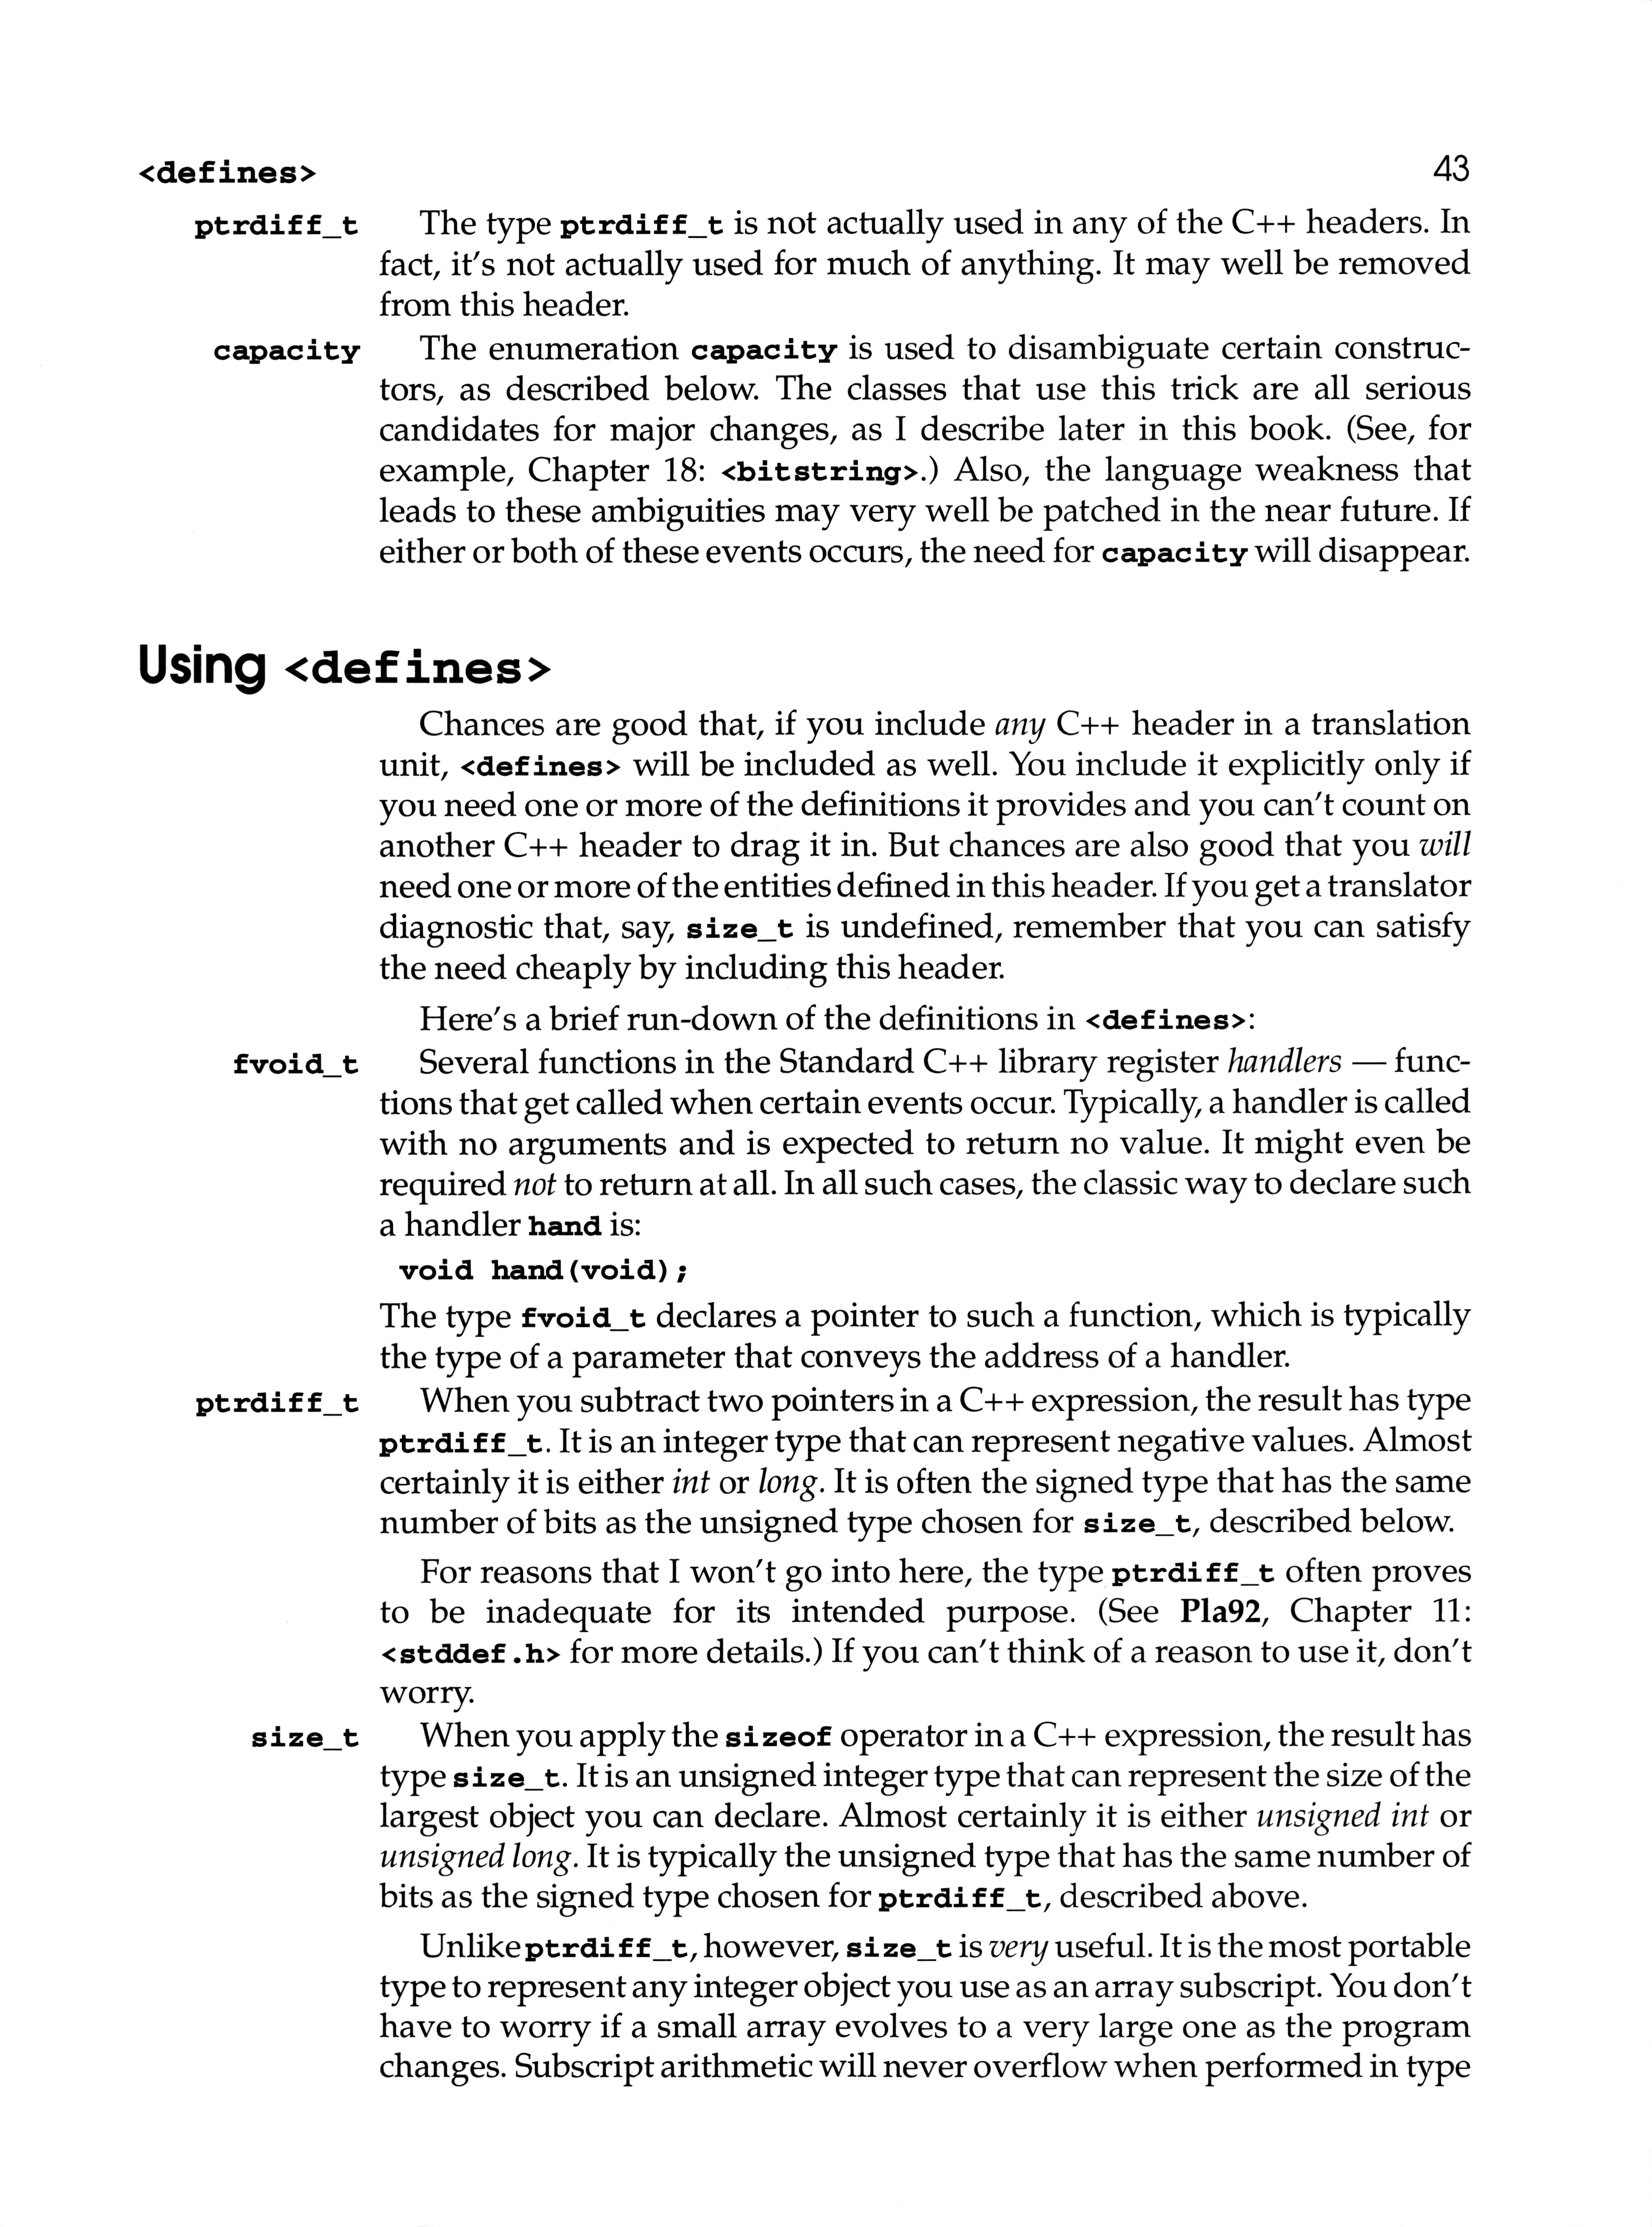 <defines> 43
ptrdiff_t The type ptrdiff_t is not actually used in any of the C++ headers. In
fact, it's not actually used for much of anything. It may well be removed
from this header.
capacity The enumeration capacity is used to disambiguate certain construc-
tors, as described below. The classes that use this trick are all serious
candidates for major changes, as I describe later in this book. (See, for
example, Chapter 18: <bitstring>.) Also, the language weakness that
leads to these ambiguities may very well be patched in the near future. If
either or both of these events occurs, the need for capacity will disappear.
Using <defines>
Chances are good that, if you include any C++ header in a translation
unit, <defines> will be included as well. You include it explicitly only if
you need one or more of the definitions it provides and you can't count on
another C++ header to drag it in. But chances are also good that you will
need one or more of the entities defined in this header. If you get a translator
diagnostic that, say, size_t is undefined, remember that you can satisfy
the need cheaply by including this header.
Here's a brief run-down of the definitions in <defines>:
fvoid_t Several functions in the Standard C++ library register handlers — func-
tions that get called when certain events occur. Typically, a handler is called
with no arguments and is expected to return no value. It might even be
required not to return at all. In all such cases, the classic way to declare such
a handler hand is:
void hand(void);
The type fvoid_t declares a pointer to such a function, which is typically
the type of a parameter that conveys the address of a handler.
ptrdiff_t When you subtract two pointers in a C++ expression, the result has type
ptrdiff_t. It is an integer type that can represent negative values. Almost
certainly it is either int or long. It is often the signed type that has the same
number of bits as the unsigned type chosen for size_t, described below.
For reasons that I won't go into here, the type ptrdiff_t often proves
to be inadequate for its intended purpose. (See Pla92, Chapter 11:
<stddef.h> for more details.) If you can't think of a reason to use it, don't
worry.
size_t When you apply the sizeof operator in a C++ expression, the result has
type size_t. It is an unsigned integer type that can represent the size of the
largest object you can declare. Almost certainly it is either unsigned int or
unsigned long. It is typically the unsigned type that has the same number of
bits as the signed type chosen for ptrdiff_t, described above.
Unlike ptrdiff_t, however, size_t is very useful. It is the most portable
type to represent any integer object you use as an array subscript. You don't
have to worry if a small array evolves to a very large one as the program
changes. Subscript arithmetic will never overflow when performed in type